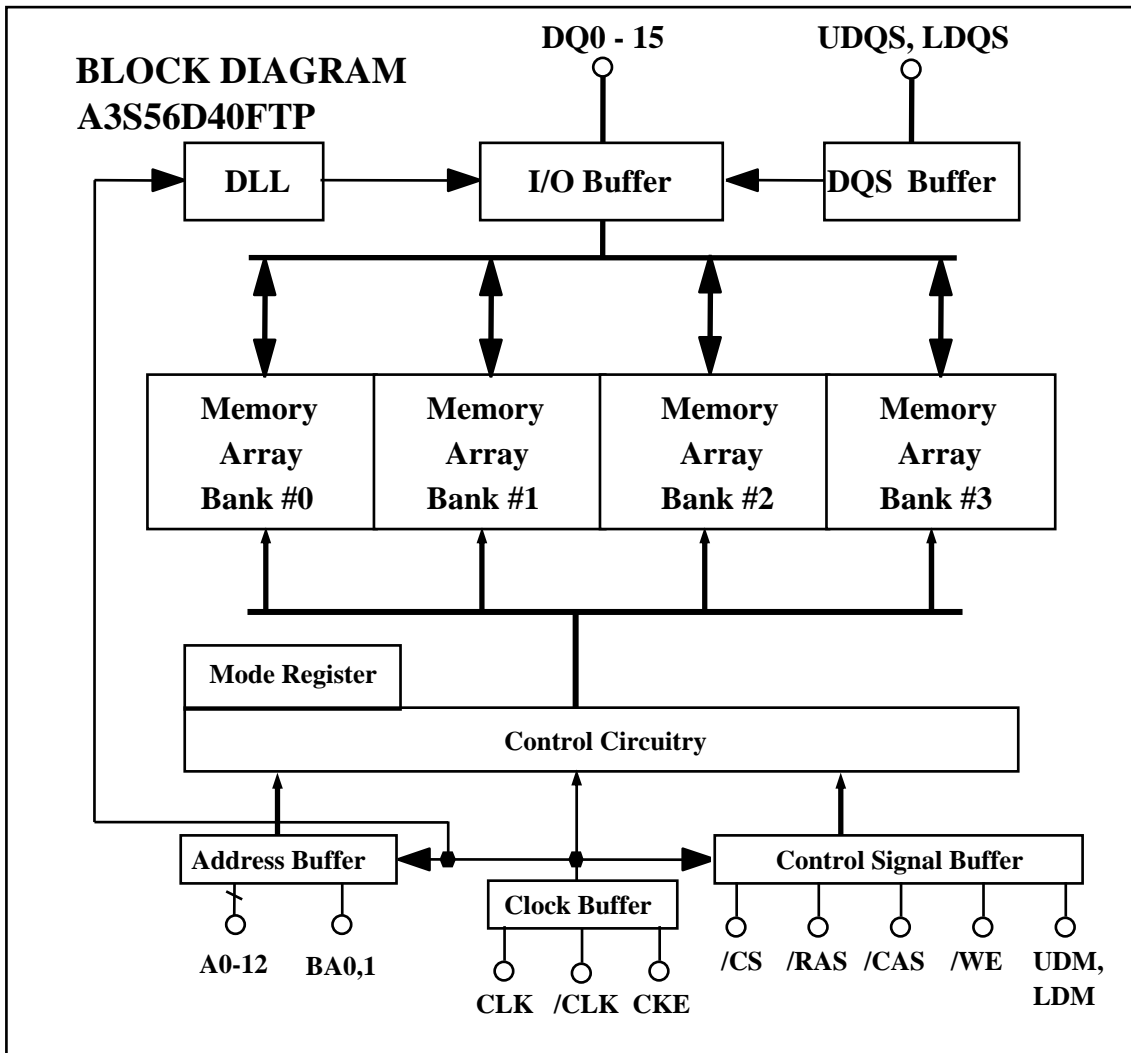 DQ0 - 15
UDQS, LDQS
BLOCK DIAGRAM
A3S56D40FTP
DLL
I/O Buffer
DQS Buffer
Memory
Array
Bank #0
Memory
Array
Bank #1
Memory
Array
Bank #2
Memory
Array
Bank #3
Mode Register
Control Circuitry
Address Buffer
Control Signal Buffer
Clock Buffer
A0-12
BA0,1
CLK
/CLK
CKE
/CS
/RAS
/CAS
/WE
UDM,
LDM